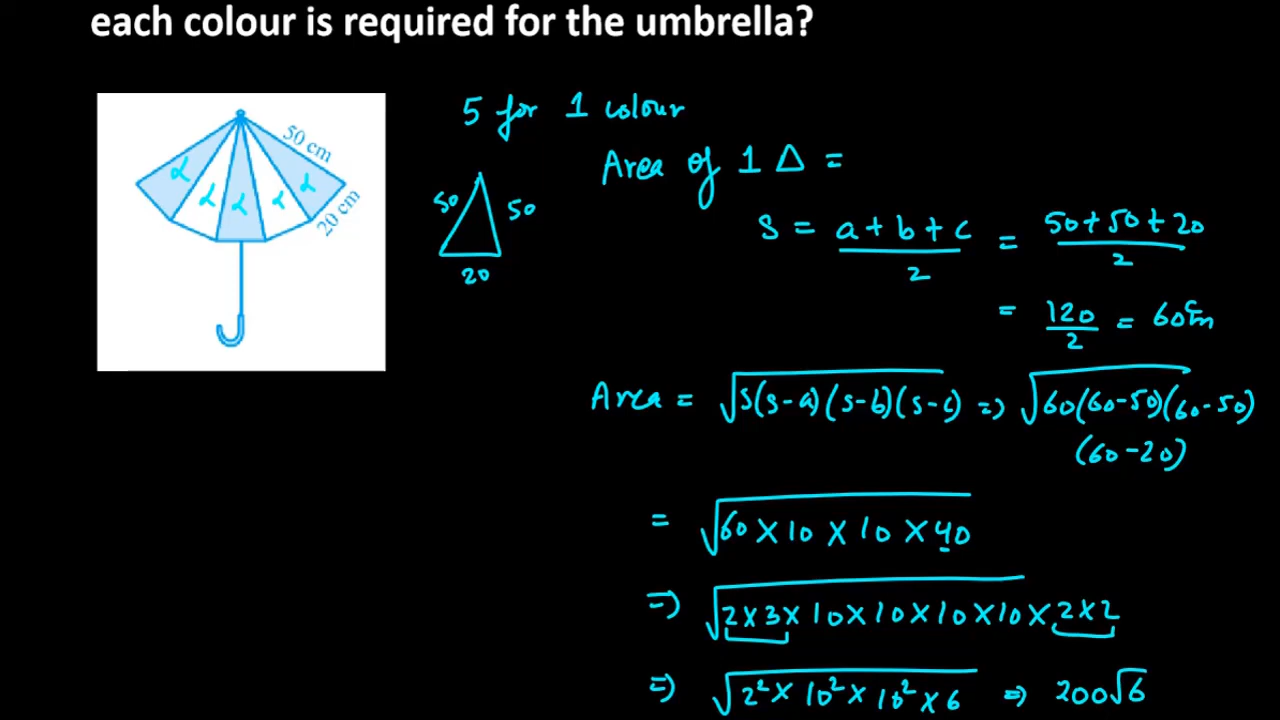 each colour is required for the umbrella?
50 cm
20 cm
5 for 1 colour
Area of 1 Δ =
50
50
20
S = a + b + c / 2 = 50 + 50 + 20 / 2
= 120 / 2 = 60cm
Area = √S(s-a)(s-b)(s-c) => √60(60-50)(60-50)
(60-20)
= √60 × 10 × 10 × 40
=> √2 × 3 × 10 × 10 × 10 × 10 × 2 × 2
=> √2² × 10² × 10² × 6 => 200√6